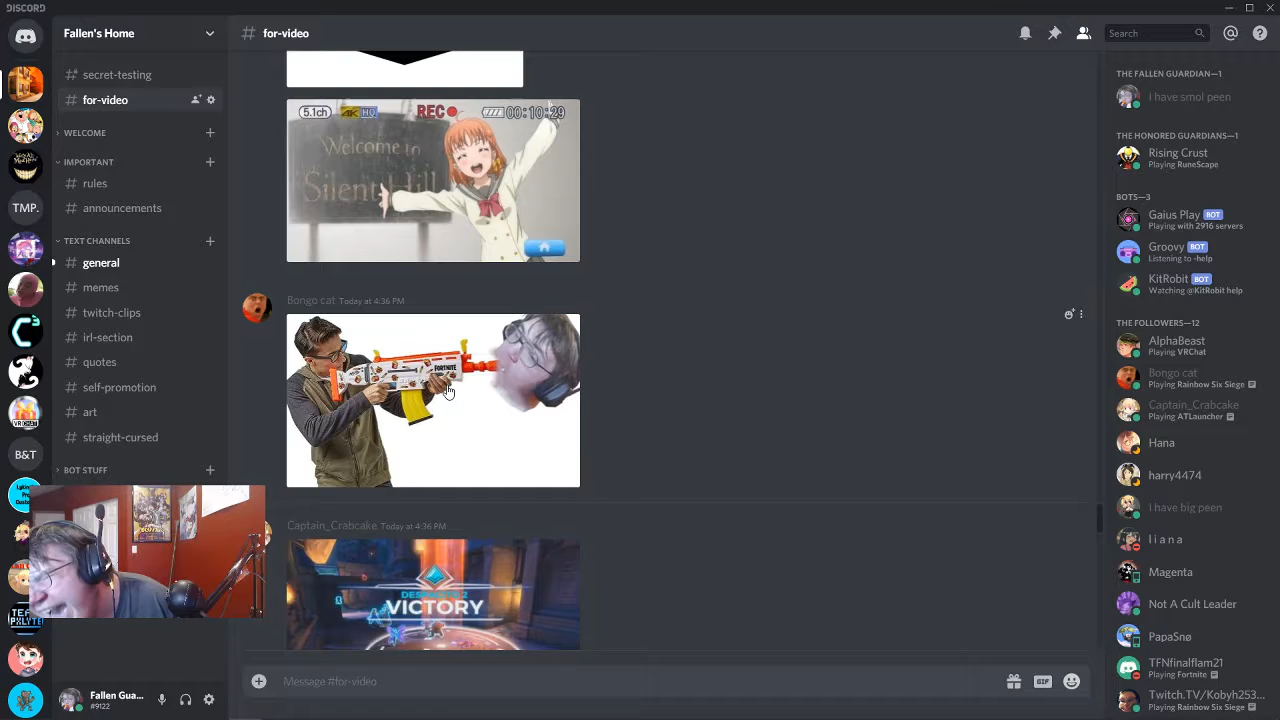 DISCORD
Fallen's Home
# for-video
Search
secret-testing
for-video
WELCOME
IMPORTANT
rules
announcements
TEXT CHANNELS
general
memes
twitch-clips
irl-section
quotes
self-promotion
art
straight-cursed
BOT STUFF
TMP.
B&T
Fallen Gua...
#9122
5.1ch 4K HQ REC 00:10:29
Welcome to
Silent Hill
Bongo cat Today at 4:36 PM
FORTNITE
Captain_Crabcake Today at 4:36 PM
VICTORY
Message #for-video
GIF
THE FALLEN GUARDIAN—1
I have smol peen
THE HONORED GUARDIANS—1
Rising Crust
Playing RuneScape
BOTS—3
Gaius Play BOT
Playing with 2916 servers
Groovy BOT
Listening to -help
KitRobit BOT
Watching @KitRobit help
THE FOLLOWERS—12
AlphaBeast
Playing VRChat
Bongo cat
Playing Rainbow Six Siege
Captain_Crabcake
Playing ATLauncher
Hana
harry4474
I have big peen
l i a n a
Magenta
Not A Cult Leader
PapaSnø
TFNfinalflam21
Playing Fortnite
Twitch.TV/Kobyh253...
Playing Rainbow Six Siege